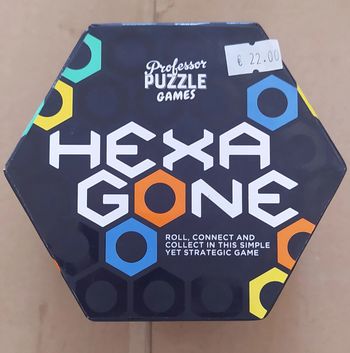 Professor
PUZZLE
GAMES
€ 22.00
HEXA
GONE
ROLL, CONNECT AND
COLLECT IN THIS SIMPLE
YET STRATEGIC GAME